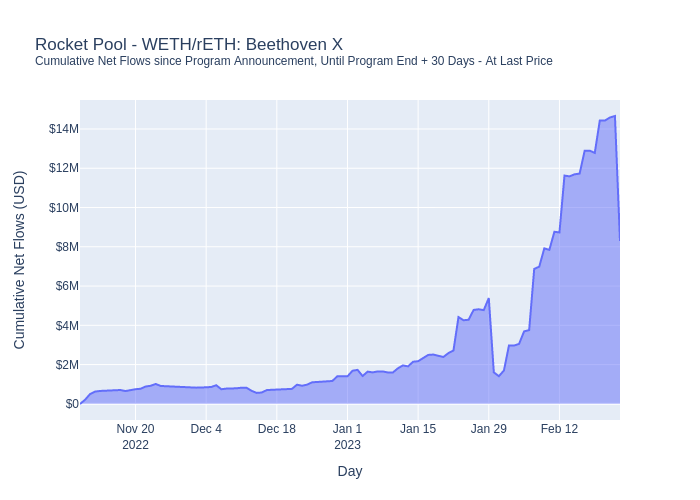 Rocket Pool - WETH/rETH: Beethoven X
Cumulative Net Flows since Program Announcement, Until Program End + 30 Days - At Last Price
Cumulative Net Flows (USD)
$14M
$12M
$10M
$8M
$6M
$4M
$2M
$0
Nov 20
2022
Dec 4
Dec 18
Jan 1
2023
Jan 15
Jan 29
Feb 12
Day